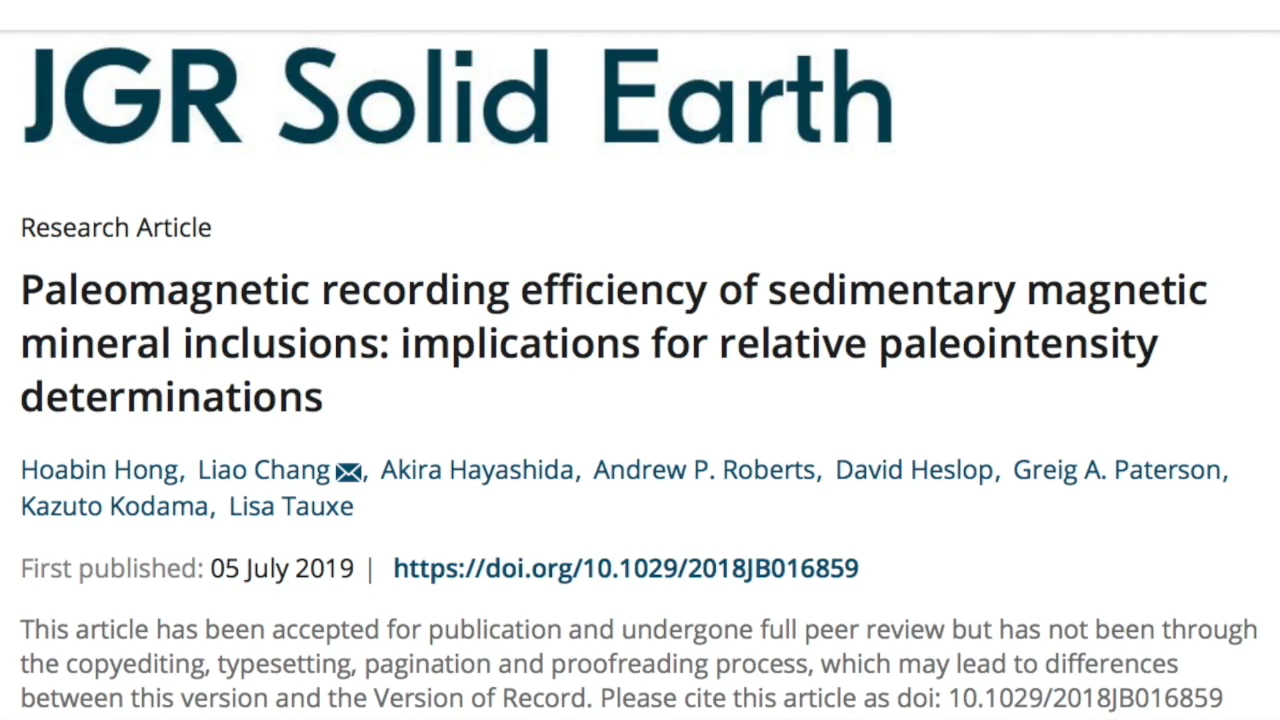 JGR Solid Earth
Research Article
Paleomagnetic recording efficiency of sedimentary magnetic
mineral inclusions: implications for relative paleointensity
determinations
Hoabin Hong, Liao Chang, Akira Hayashida, Andrew P. Roberts, David Heslop, Greig A. Paterson,
Kazuto Kodama, Lisa Tauxe
First published: 05 July 2019 | https://doi.org/10.1029/2018JB016859
This article has been accepted for publication and undergone full peer review but has not been through
the copyediting, typesetting, pagination and proofreading process, which may lead to differences
between this version and the Version of Record. Please cite this article as doi: 10.1029/2018JB016859